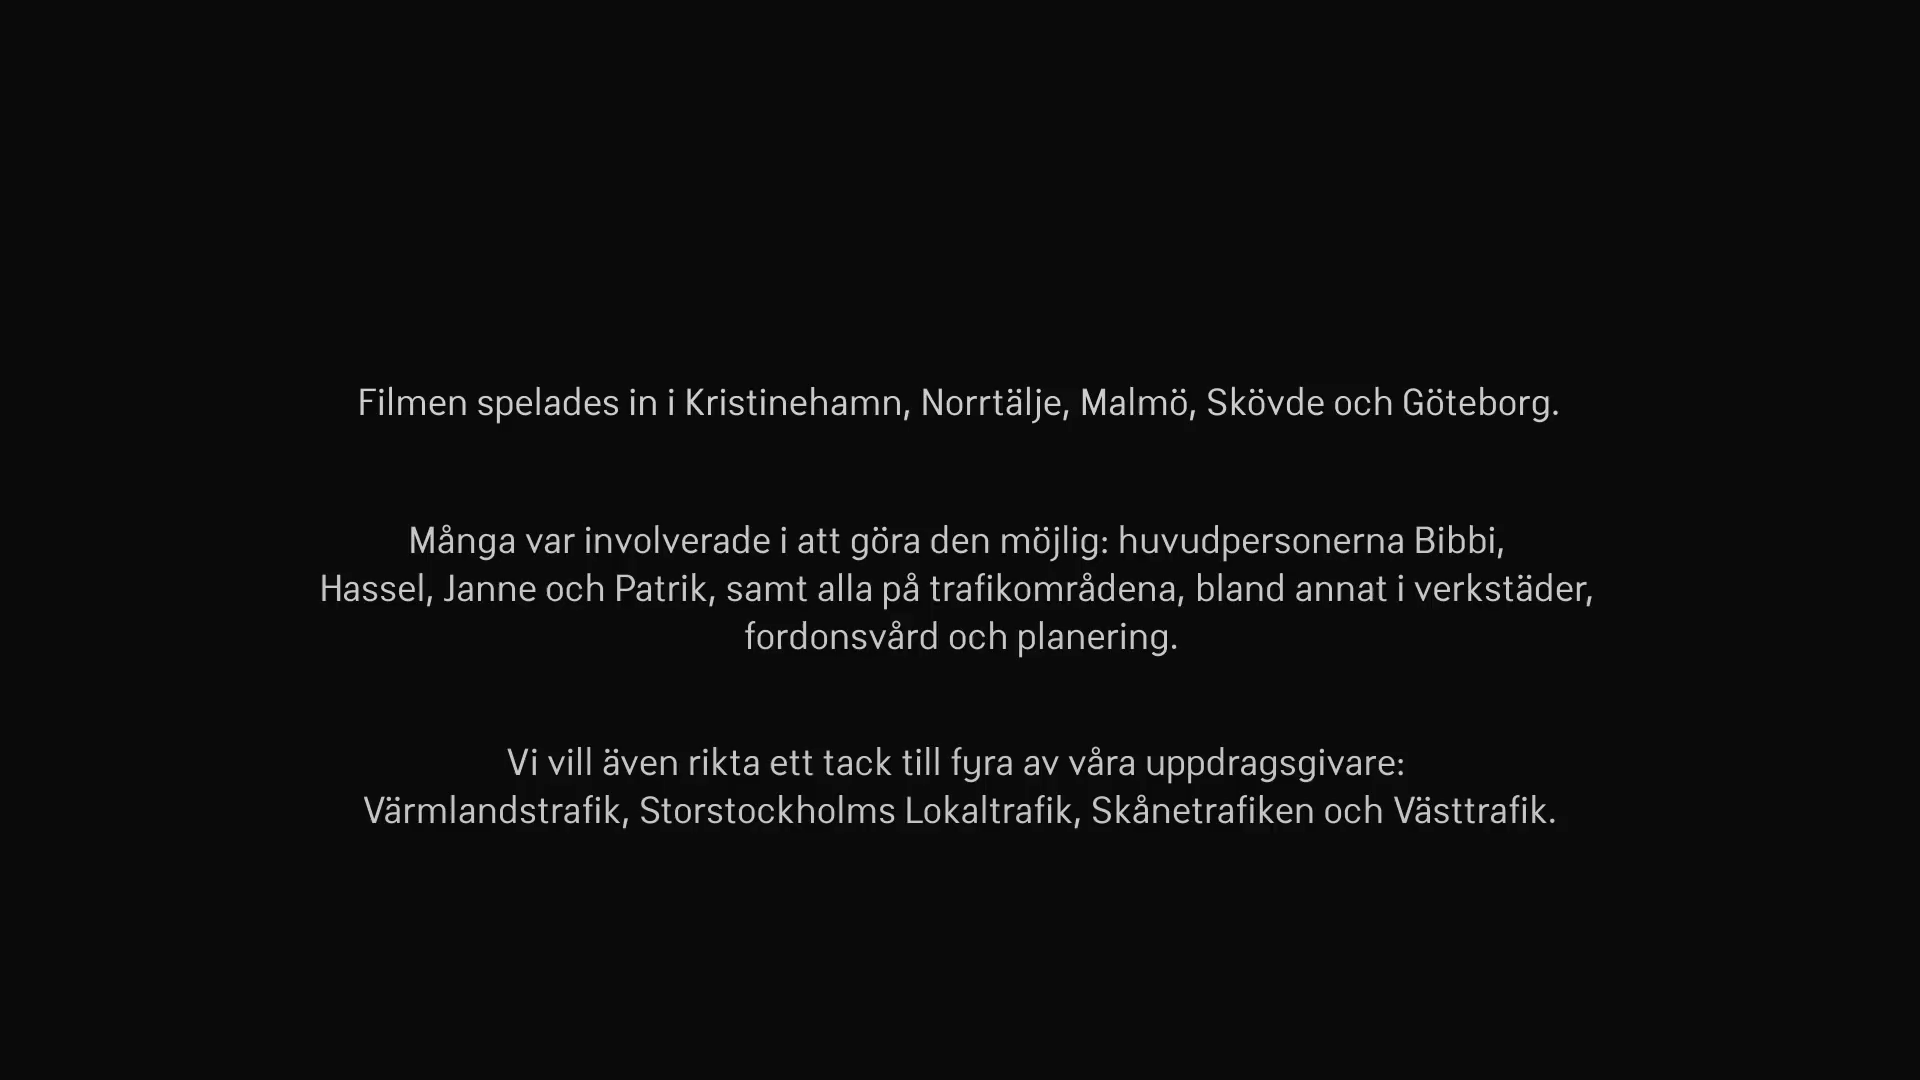 Filmen spelades in i Kristinehamn, Norrtälje, Malmö, Skövde och Göteborg.
Många var involverade i att göra den möjlig: huvudpersonerna Bibbi,
Hassel, Janne och Patrik, samt alla på trafikområdena, bland annat i verkstäder,
fordonsvård och planering.
Vi vill även rikta ett tack till fyra av våra uppdragsgivare:
Värmlandstrafik, Storstockholms Lokaltrafik, Skånetrafiken och Västtrafik.